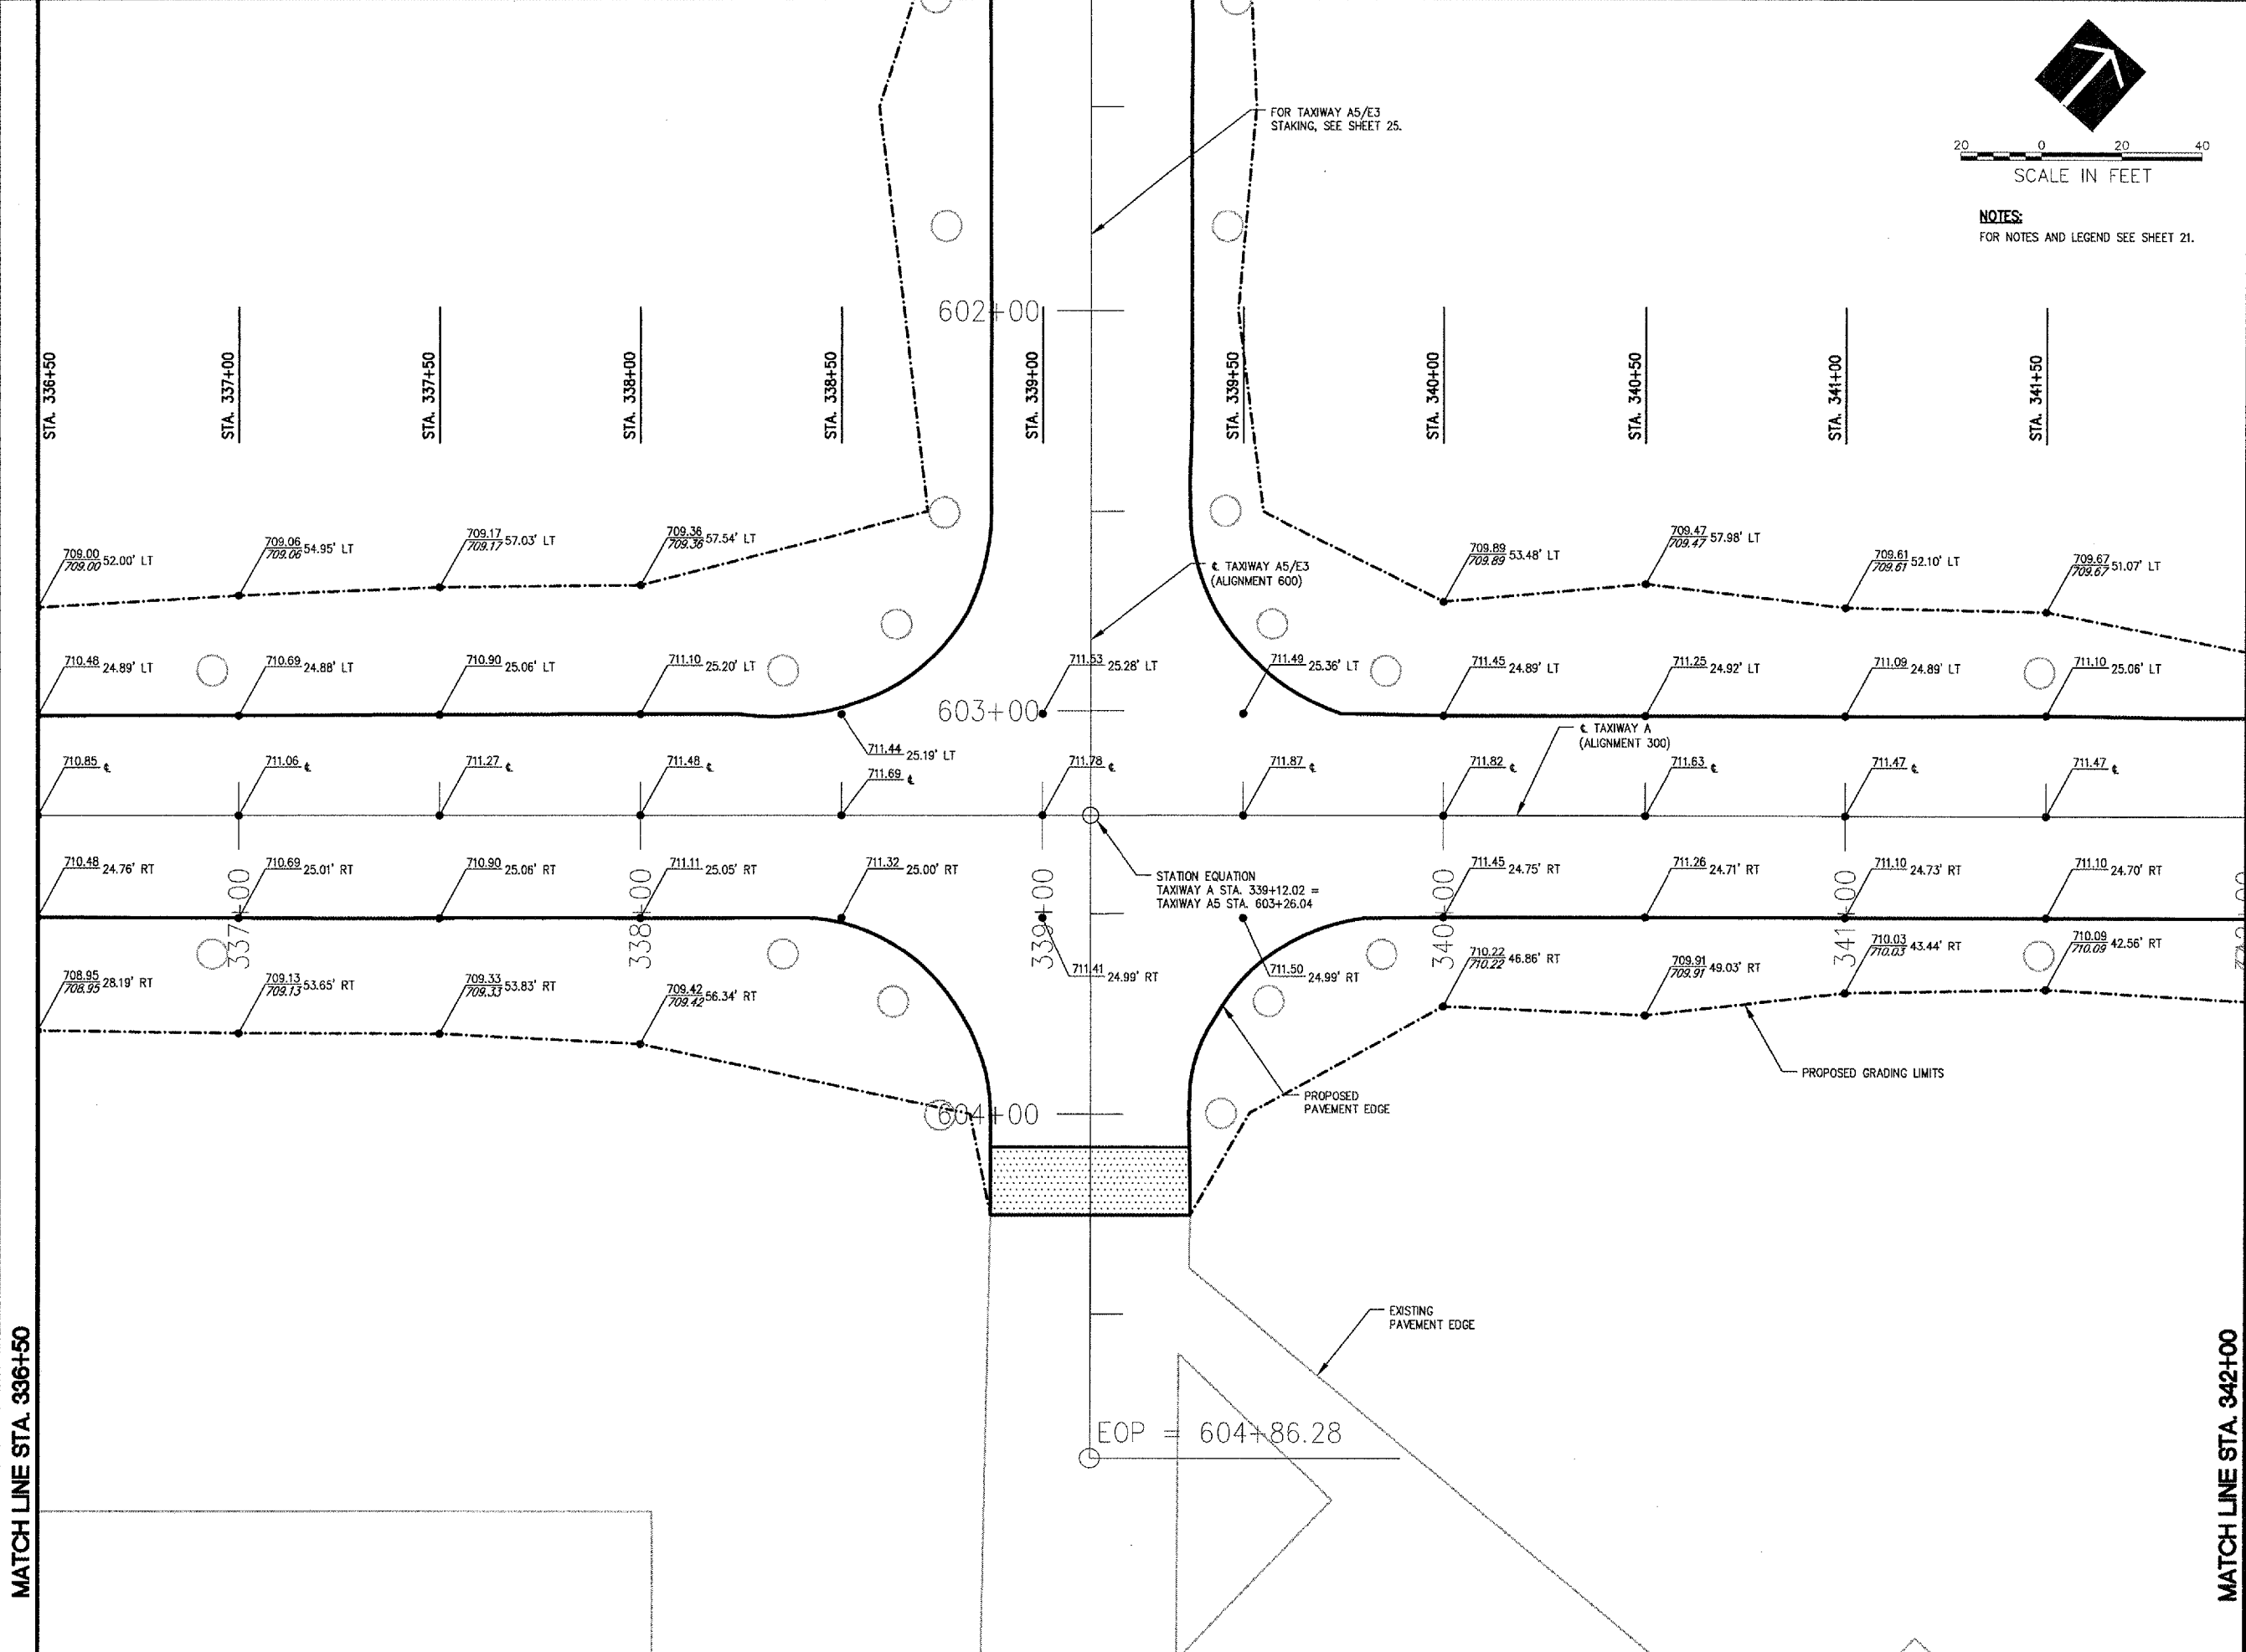 FOR TAXIWAY A5/E3
STAKING, SEE SHEET 25.
20 0 20 40
SCALE IN FEET
NOTES:
FOR NOTES AND LEGEND SEE SHEET 21.
602+00
STA. 336+50
STA. 337+00
STA. 337+50
STA. 338+00
STA. 338+50
STA. 339+00
STA. 339+50
STA. 340+00
STA. 340+50
STA. 341+00
STA. 341+50
709.00
709.00 52.00' LT
709.06
709.06 54.95' LT
709.17
709.17 57.03' LT
709.36
709.36 57.54' LT
709.89
709.89 53.48' LT
709.47
709.47 57.98' LT
709.61
709.61 52.10' LT
709.67
709.67 51.07' LT
℄ TAXIWAY A5/E3
(ALIGNMENT 600)
710.48 24.89' LT
710.69 24.88' LT
710.90 25.06' LT
711.10 25.20' LT
711.53 25.28' LT
711.49 25.36' LT
711.45 24.89' LT
711.25 24.92' LT
711.09 24.89' LT
711.10 25.06' LT
603+00
711.44 25.19' LT
℄ TAXIWAY A
(ALIGNMENT 300)
710.85 ℄
711.06 ℄
711.27 ℄
711.48 ℄
711.69 ℄
711.78 ℄
711.87 ℄
711.82 ℄
711.63 ℄
711.47 ℄
711.47 ℄
710.48 24.76' RT
710.69 25.01' RT
710.90 25.06' RT
711.11 25.05' RT
711.32 25.00' RT
STATION EQUATION
TAXIWAY A STA. 339+12.02 =
TAXIWAY A5 STA. 603+26.04
711.45 24.75' RT
711.26 24.71' RT
711.10 24.73' RT
711.10 24.70' RT
337+00
338+00
339+00
340+00
341+00
708.95
708.95 28.19' RT
709.13
709.13 53.65' RT
709.33
709.33 53.83' RT
709.42
709.42 56.34' RT
711.41 24.99' RT
711.50 24.99' RT
710.22
710.22 46.86' RT
709.91
709.91 49.03' RT
710.03
710.03 43.44' RT
710.09
710.09 42.56' RT
PROPOSED GRADING LIMITS
PROPOSED
PAVEMENT EDGE
604+00
EXISTING
PAVEMENT EDGE
EOP = 604+86.28
MATCH LINE STA. 336+50
MATCH LINE STA. 342+00